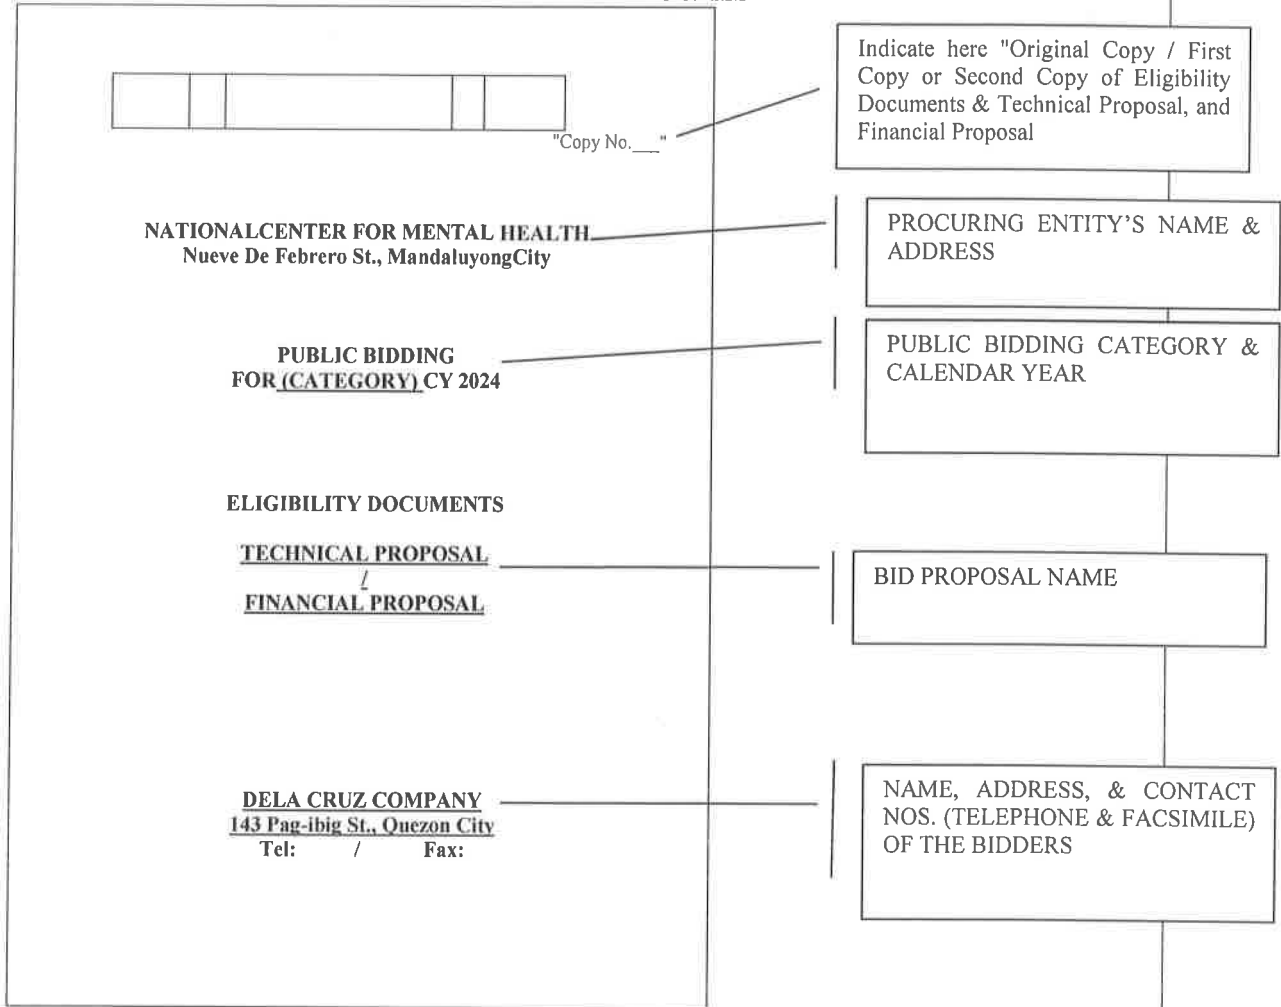 Indicate here "Original Copy / First
Copy or Second Copy of Eligibility
Documents & Technical Proposal, and
Financial Proposal
"Copy No.___"
NATIONALCENTER FOR MENTAL HEALTH
Nueve De Febrero St., MandaluyongCity
PROCURING ENTITY'S NAME &
ADDRESS
PUBLIC BIDDING
FOR (CATEGORY) CY 2024
PUBLIC BIDDING CATEGORY &
CALENDAR YEAR
ELIGIBILITY DOCUMENTS
TECHNICAL PROPOSAL
/
FINANCIAL PROPOSAL
BID PROPOSAL NAME
DELA CRUZ COMPANY
143 Pag-ibig St., Quezon City
Tel: / Fax:
NAME, ADDRESS, & CONTACT
NOS. (TELEPHONE & FACSIMILE)
OF THE BIDDERS